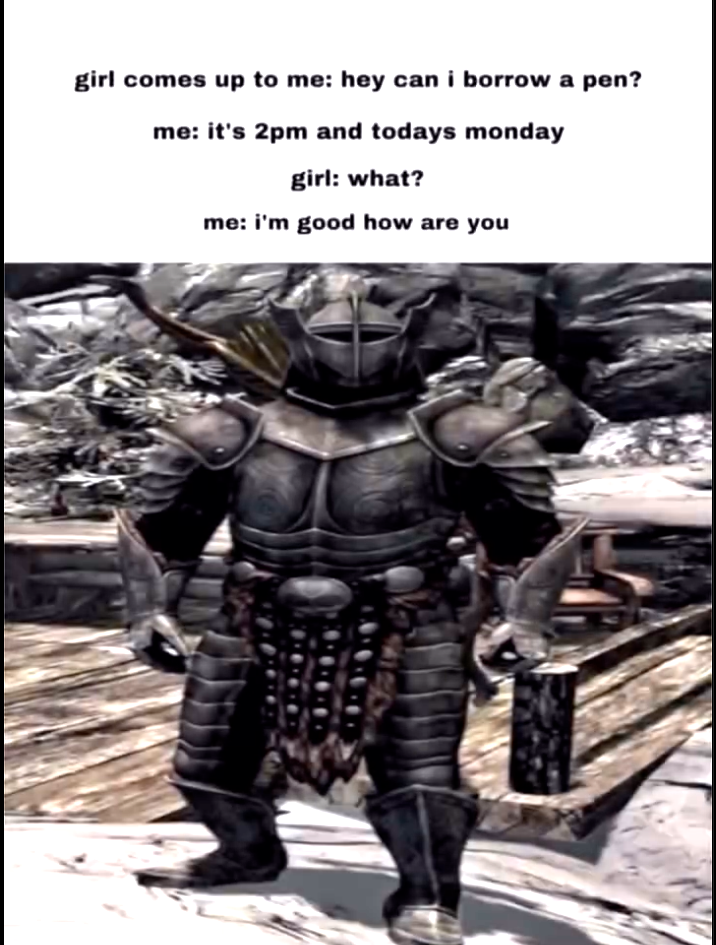 girl comes up to me: hey can i borrow a pen?
me: it's 2pm and todays monday
girl: what?
me: i'm good how are you